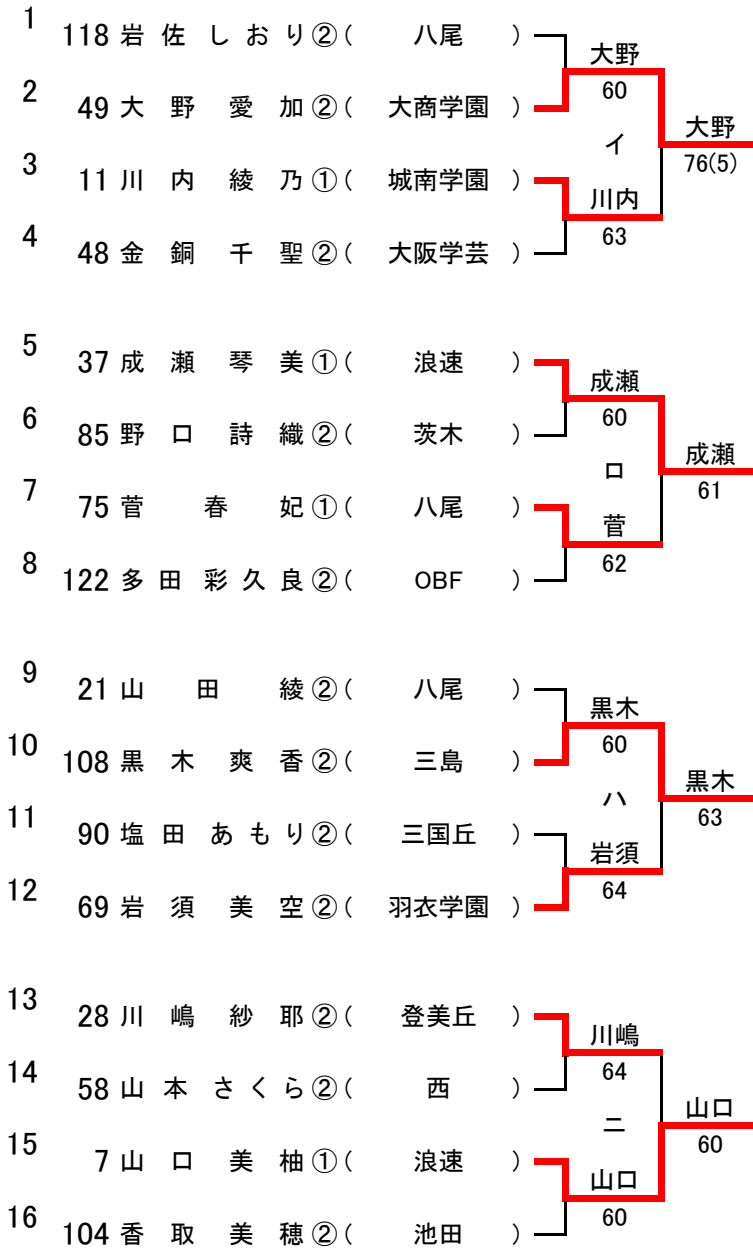 1 118 岩佐しおり②( 八尾 )
大野
60
2 49 大野愛加②( 大商学園 )
大野
76(5)
イ
3 11 川内綾乃①( 城南学園 )
川内
63
4 48 金銅千聖②( 大阪学芸 )
5 37 成瀬琴美①( 浪速 )
成瀬
60
6 85 野口詩織②( 茨木 )
成瀬
61
ロ
7 75 菅春妃①( 八尾 )
菅
62
8 122 多田彩久良②( OBF )
9 21 山田綾②( 八尾 )
黒木
60
10 108 黒木爽香②( 三島 )
黒木
63
ハ
11 90 塩田あもり②( 三国丘 )
岩須
64
12 69 岩須美空②( 羽衣学園 )
13 28 川嶋紗耶②( 登美丘 )
川嶋
64
14 58 山本さくら②( 西 )
山口
60
ニ
15 7 山口美柚①( 浪速 )
山口
60
16 104 香取美穂②( 池田 )